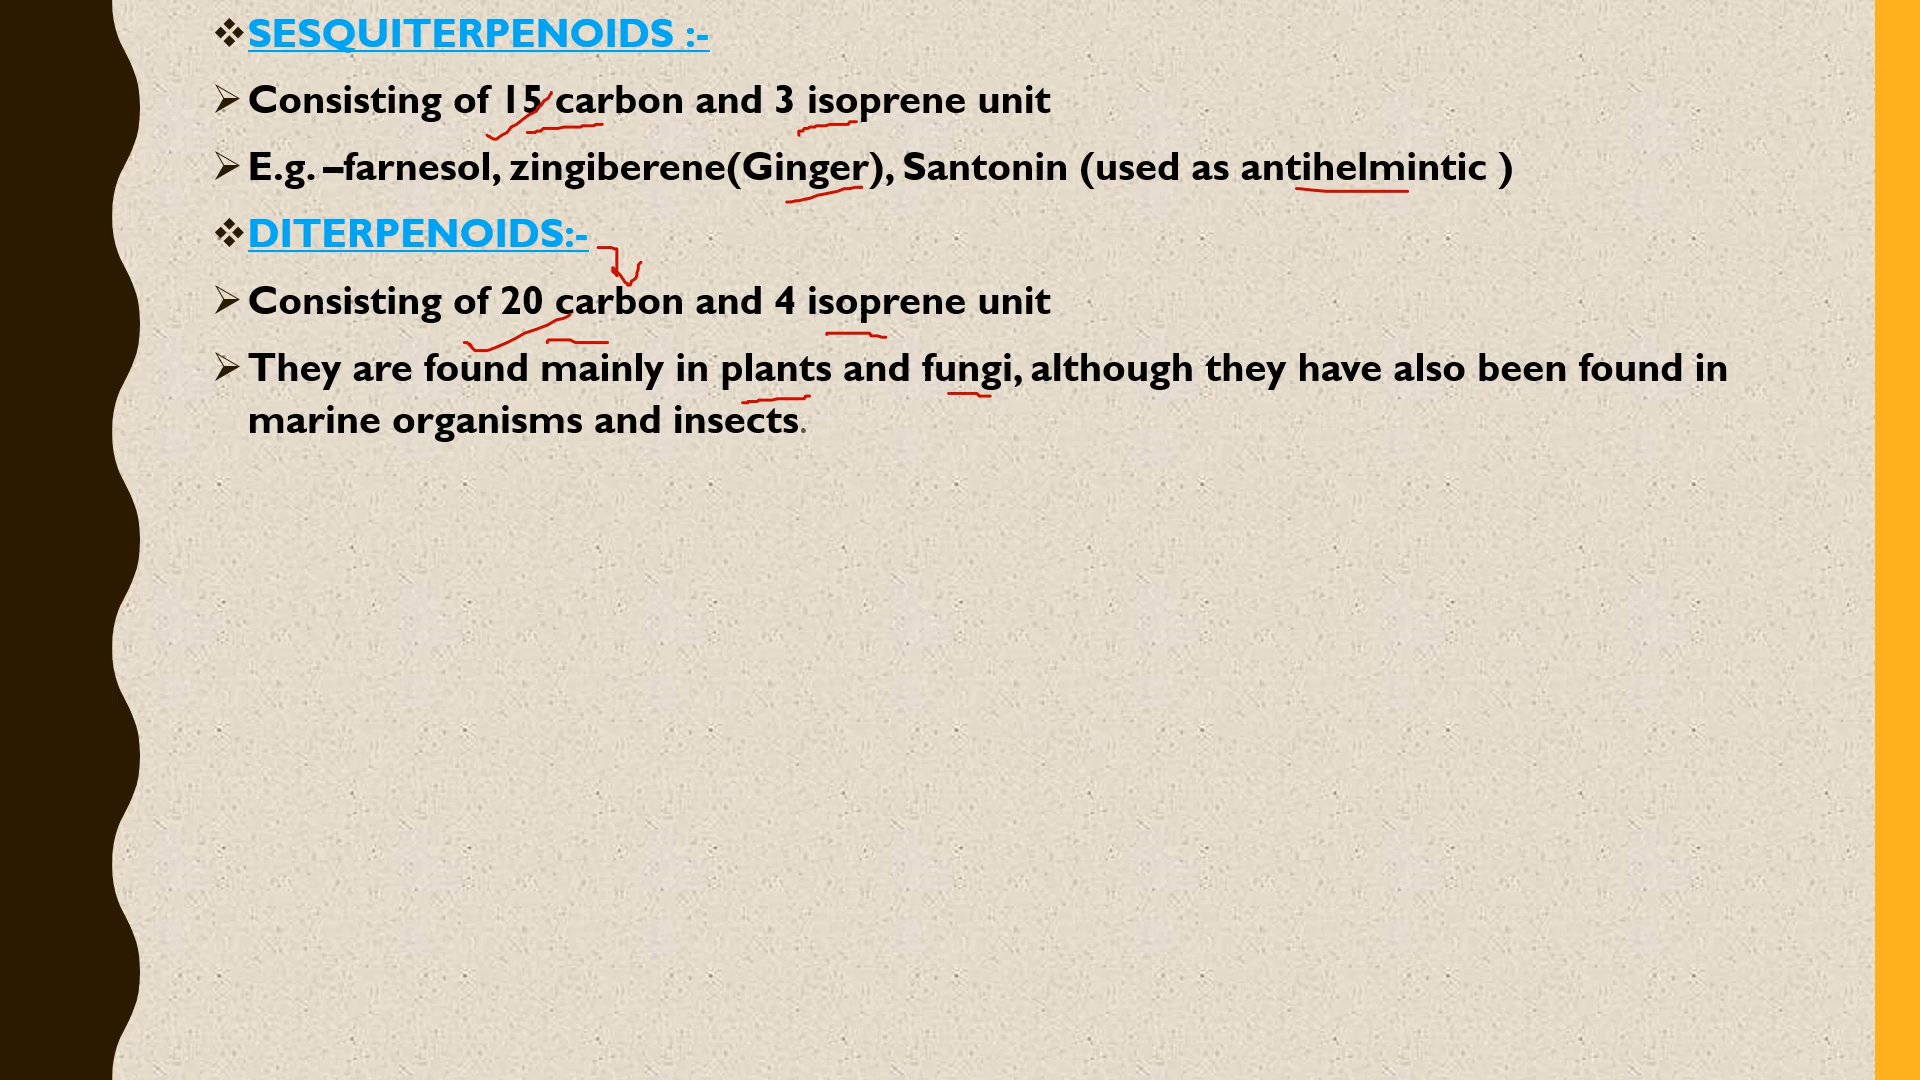 ❖SESQUITERPENOIDS :-
➢Consisting of 15 carbon and 3 isoprene unit
➢E.g. –farnesol, zingiberene(Ginger), Santonin (used as antihelmintic )
❖DITERPENOIDS:-
➢Consisting of 20 carbon and 4 isoprene unit
➢They are found mainly in plants and fungi, although they have also been found in
marine organisms and insects.